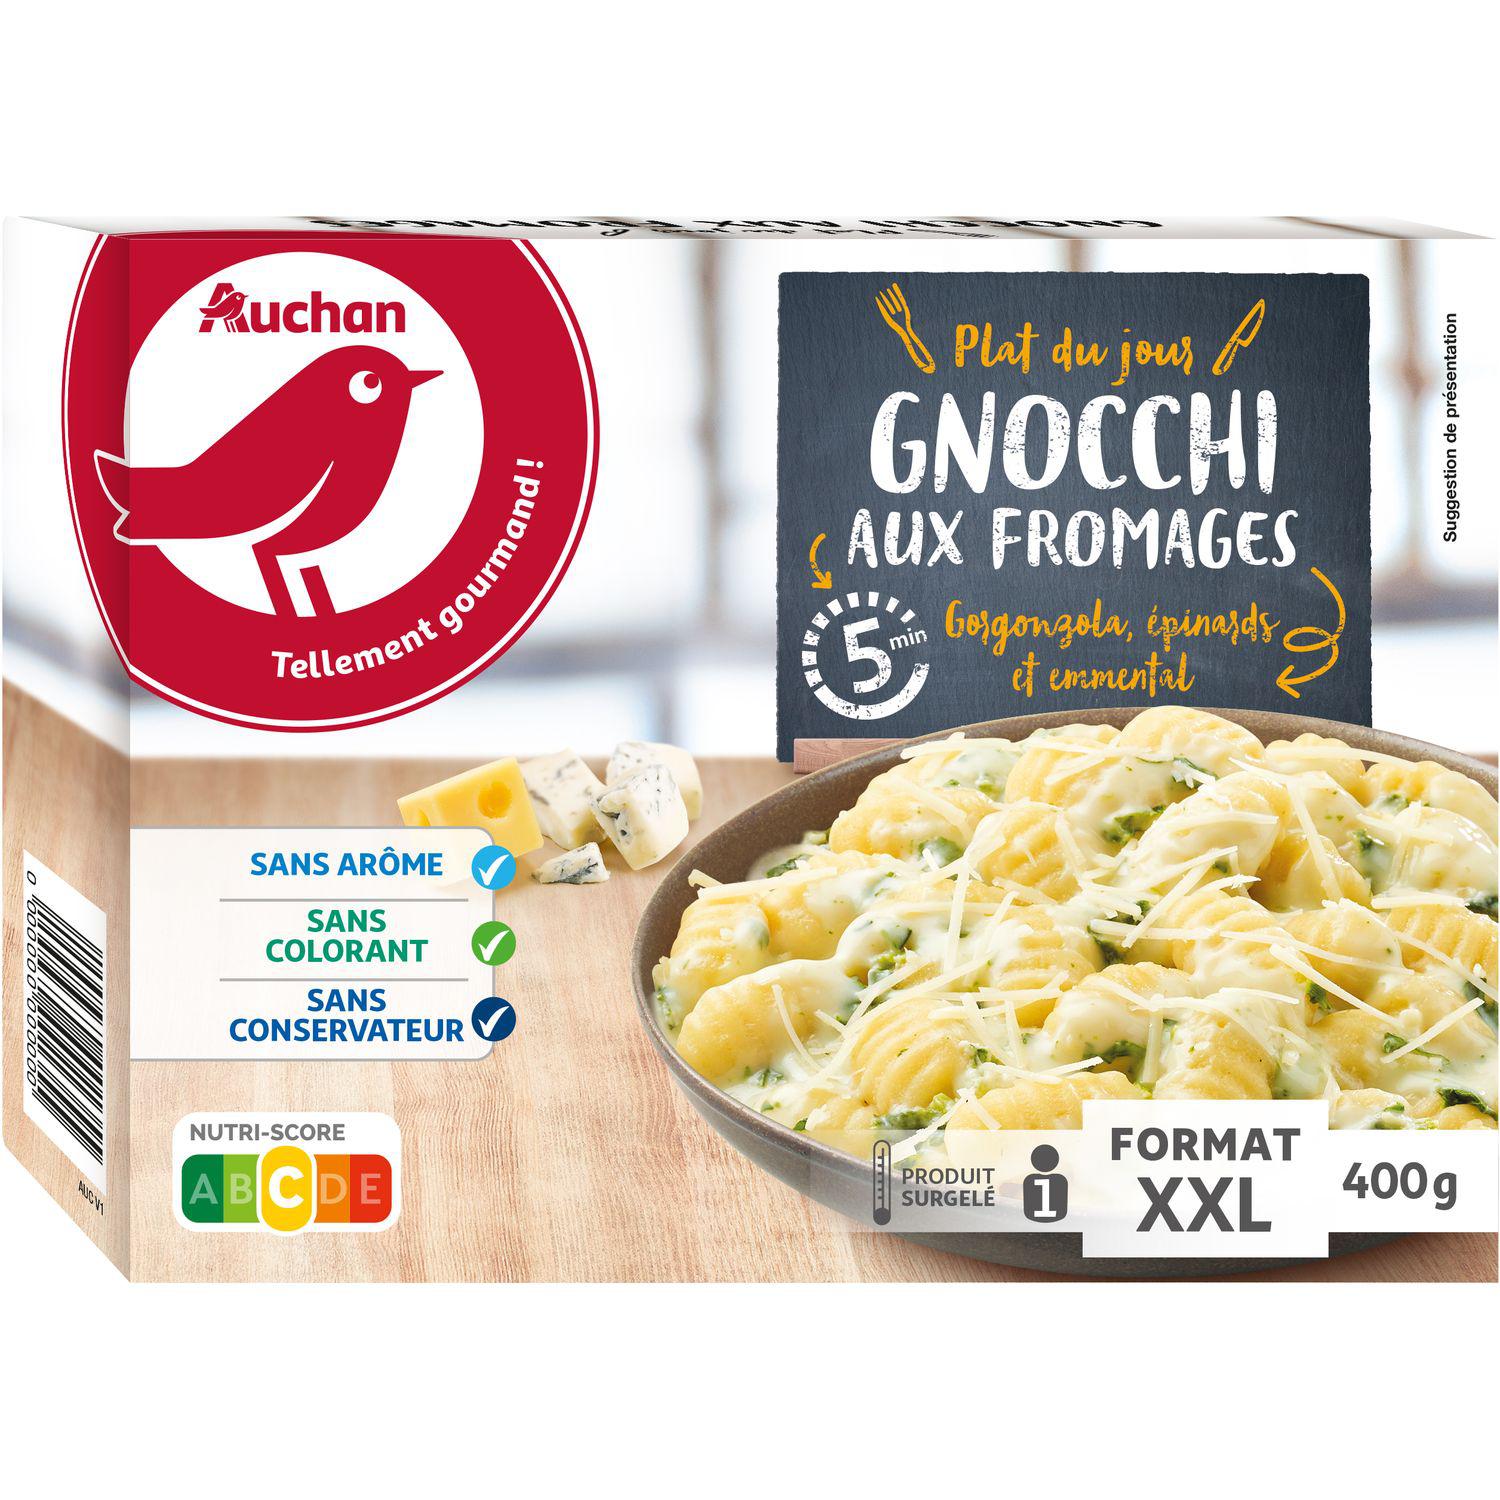 Auchan
Tellement gourmand !
Plat du jour
GNOCCHI
AUX FROMAGES
5 min
Gorgonzola, épinards
et emmental
Suggestion de présentation
SANS ARÔME
SANS
COLORANT
SANS
CONSERVATEUR
NUTRI-SCORE
A B C D E
PRODUIT
SURGELÉ
1
FORMAT
XXL
400g
AUC V1